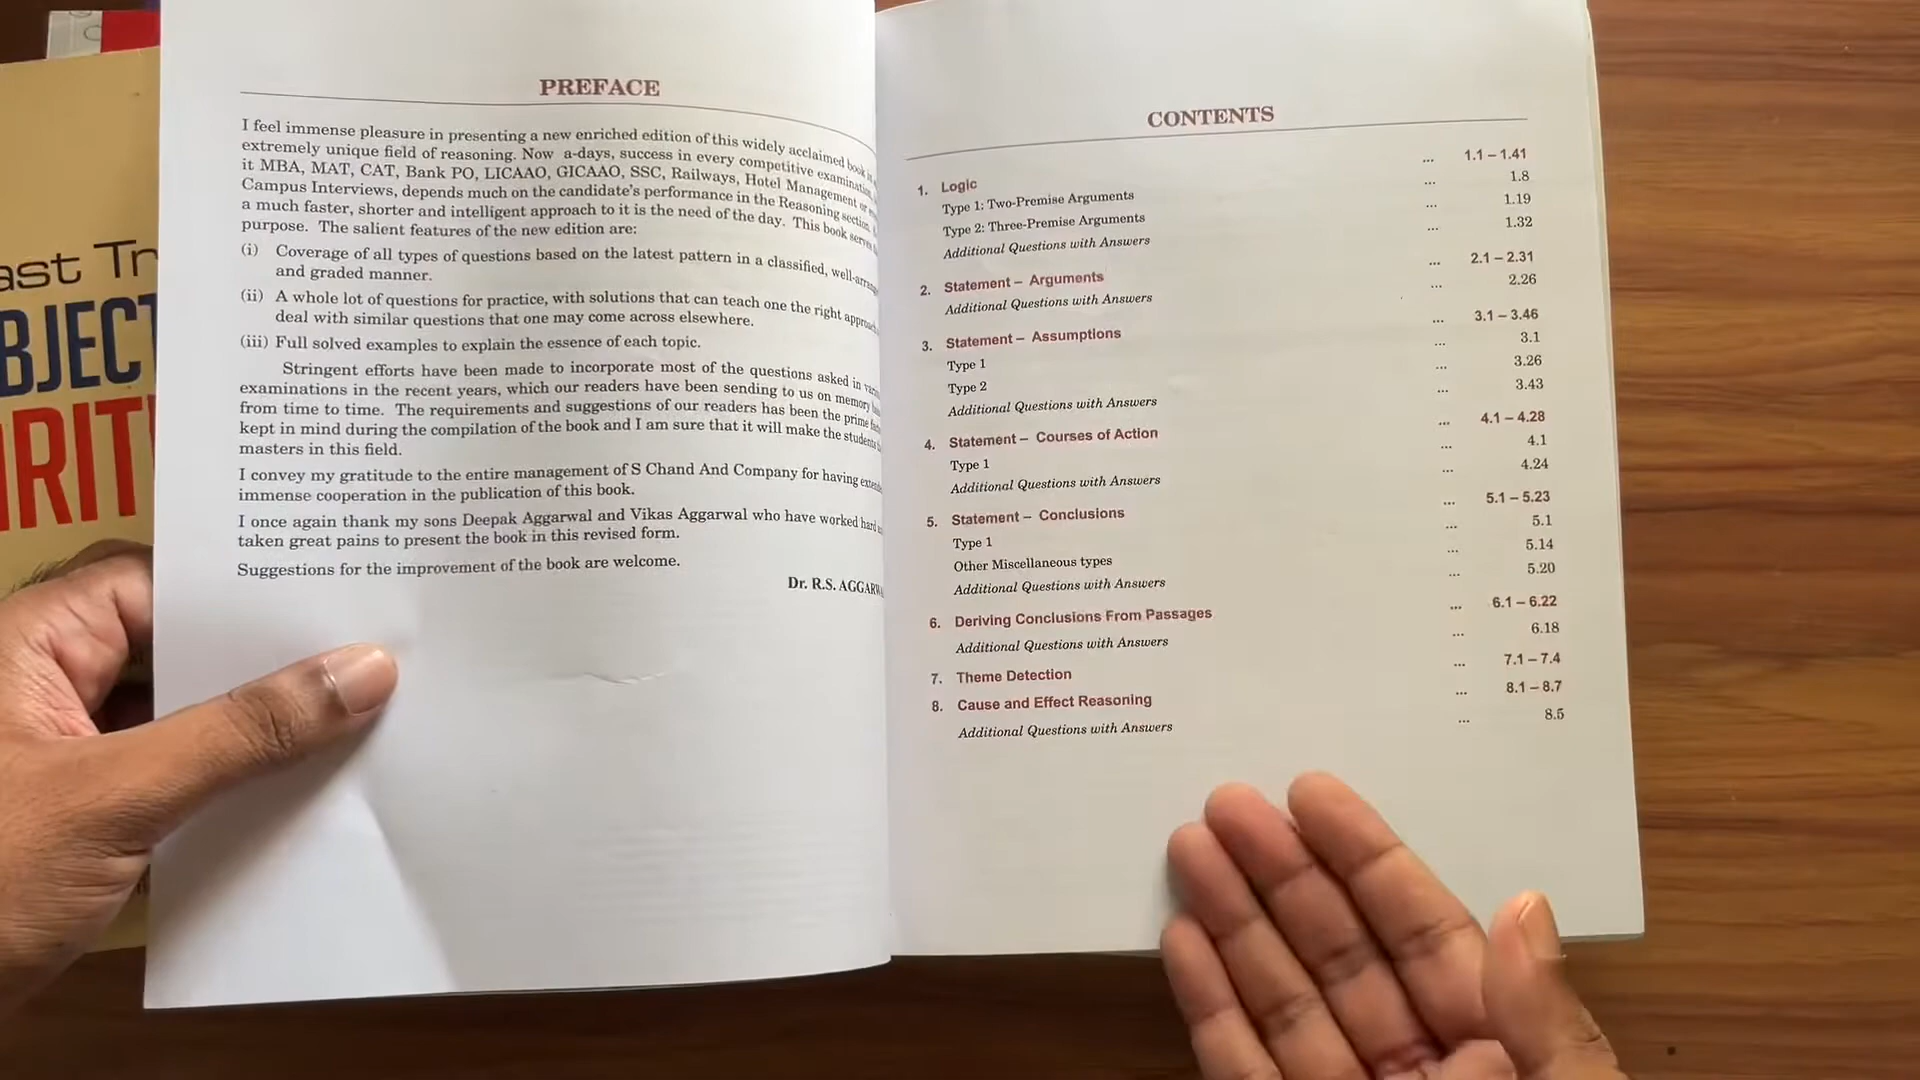 ast Tr
BJECT
RIT
PREFACE
I feel immense pleasure in presenting a new enriched edition of this widely acclaimed book
extremely unique field of reasoning. Now a-days, success in every competitive examination,
it MBA, MAT, CAT, Bank PO, LICAAO, GICAAO, SSC, Railways, Hotel Management or
Campus Interviews, depends much on the candidate's performance in the Reasoning section.
a much faster, shorter and intelligent approach to it is the need of the day. This book serves
purpose. The salient features of the new edition are:
(i) Coverage of all types of questions based on the latest pattern in a classified, well-arrang
and graded manner.
(ii) A whole lot of questions for practice, with solutions that can teach one the right approach
deal with similar questions that one may come across elsewhere.
(iii) Full solved examples to explain the essence of each topic.
Stringent efforts have been made to incorporate most of the questions asked in
examinations in the recent years, which our readers have been sending to us on memory
from time to time. The requirements and suggestions of our readers has been the prime
kept in mind during the compilation of the book and I am sure that it will make the students
masters in this field.
I convey my gratitude to the entire management of S Chand And Company for having
immense cooperation in the publication of this book.
I once again thank my sons Deepak Aggarwal and Vikas Aggarwal who have worked hard
taken great pains to present the book in this revised form.
Suggestions for the improvement of the book are welcome.
Dr. R.S. AGGARW
CONTENTS
1. Logic ... 1.1 – 1.41
Type 1: Two-Premise Arguments ... 1.8
Type 2: Three-Premise Arguments ... 1.19
Additional Questions with Answers ... 1.32
2. Statement – Arguments ... 2.1 – 2.31
Additional Questions with Answers ... 2.26
3. Statement – Assumptions ... 3.1 – 3.46
Type 1 ... 3.1
Type 2 ... 3.26
Additional Questions with Answers ... 3.43
4. Statement – Courses of Action ... 4.1 – 4.28
Type 1 ... 4.1
Additional Questions with Answers ... 4.24
5. Statement – Conclusions ... 5.1 – 5.23
Type 1 ... 5.1
Other Miscellaneous types ... 5.14
Additional Questions with Answers ... 5.20
6. Deriving Conclusions From Passages ... 6.1 – 6.22
Additional Questions with Answers ... 6.18
7. Theme Detection ... 7.1 – 7.4
8. Cause and Effect Reasoning ... 8.1 – 8.7
Additional Questions with Answers ... 8.5